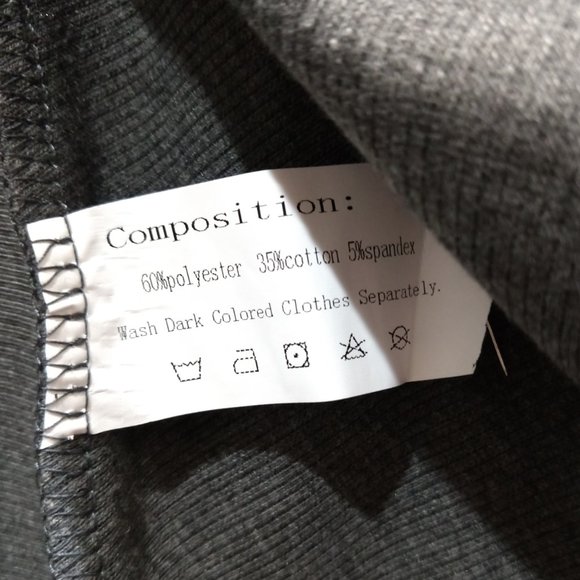 Composition:
60%polyester 35%cotton 5%spandex
Wash Dark Colored Clothes Separately.